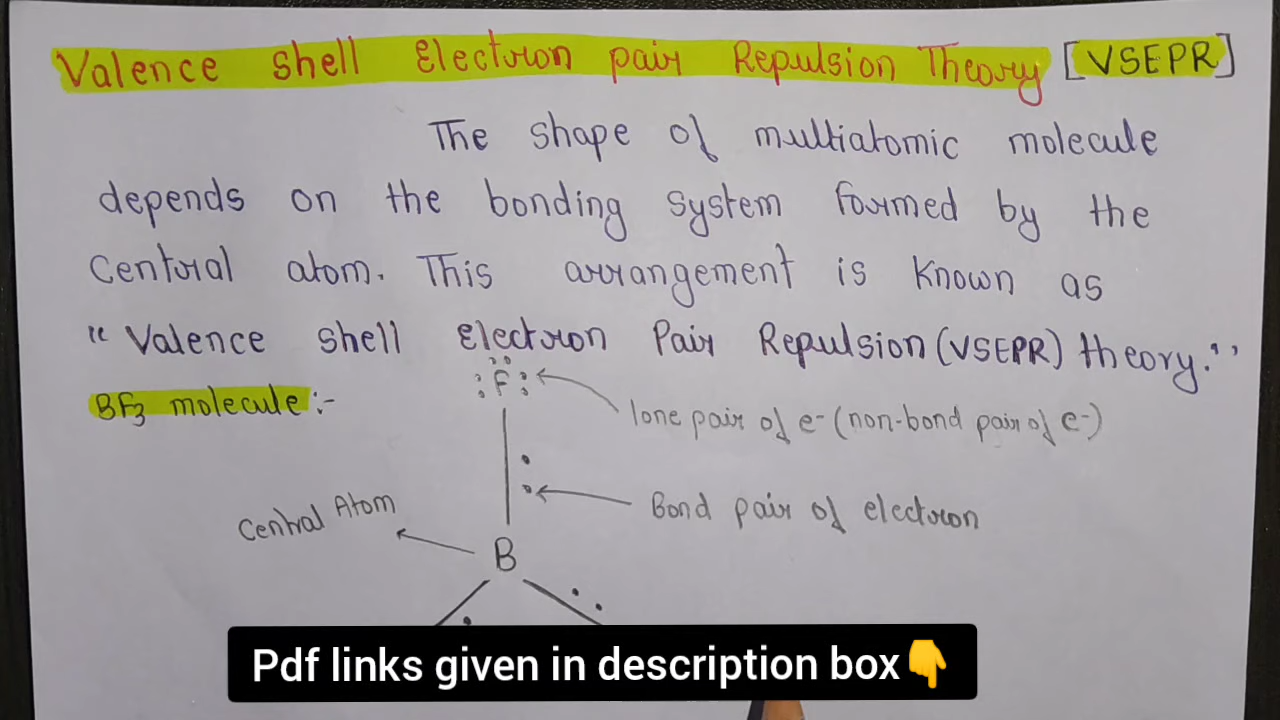 Valence shell Electron pair Repulsion Theory [VSEPR]
The shape of multiatomic molecule
depends on the bonding system formed by the
Central atom. This arrangement is known as
"Valence shell Electron Pair Repulsion (VSEPR) theory."
BF3 molecule:-
:F:
lone pair of e- (non-bond pair of e-)
Bond pair of electron
Central Atom
B
Pdf links given in description box👇